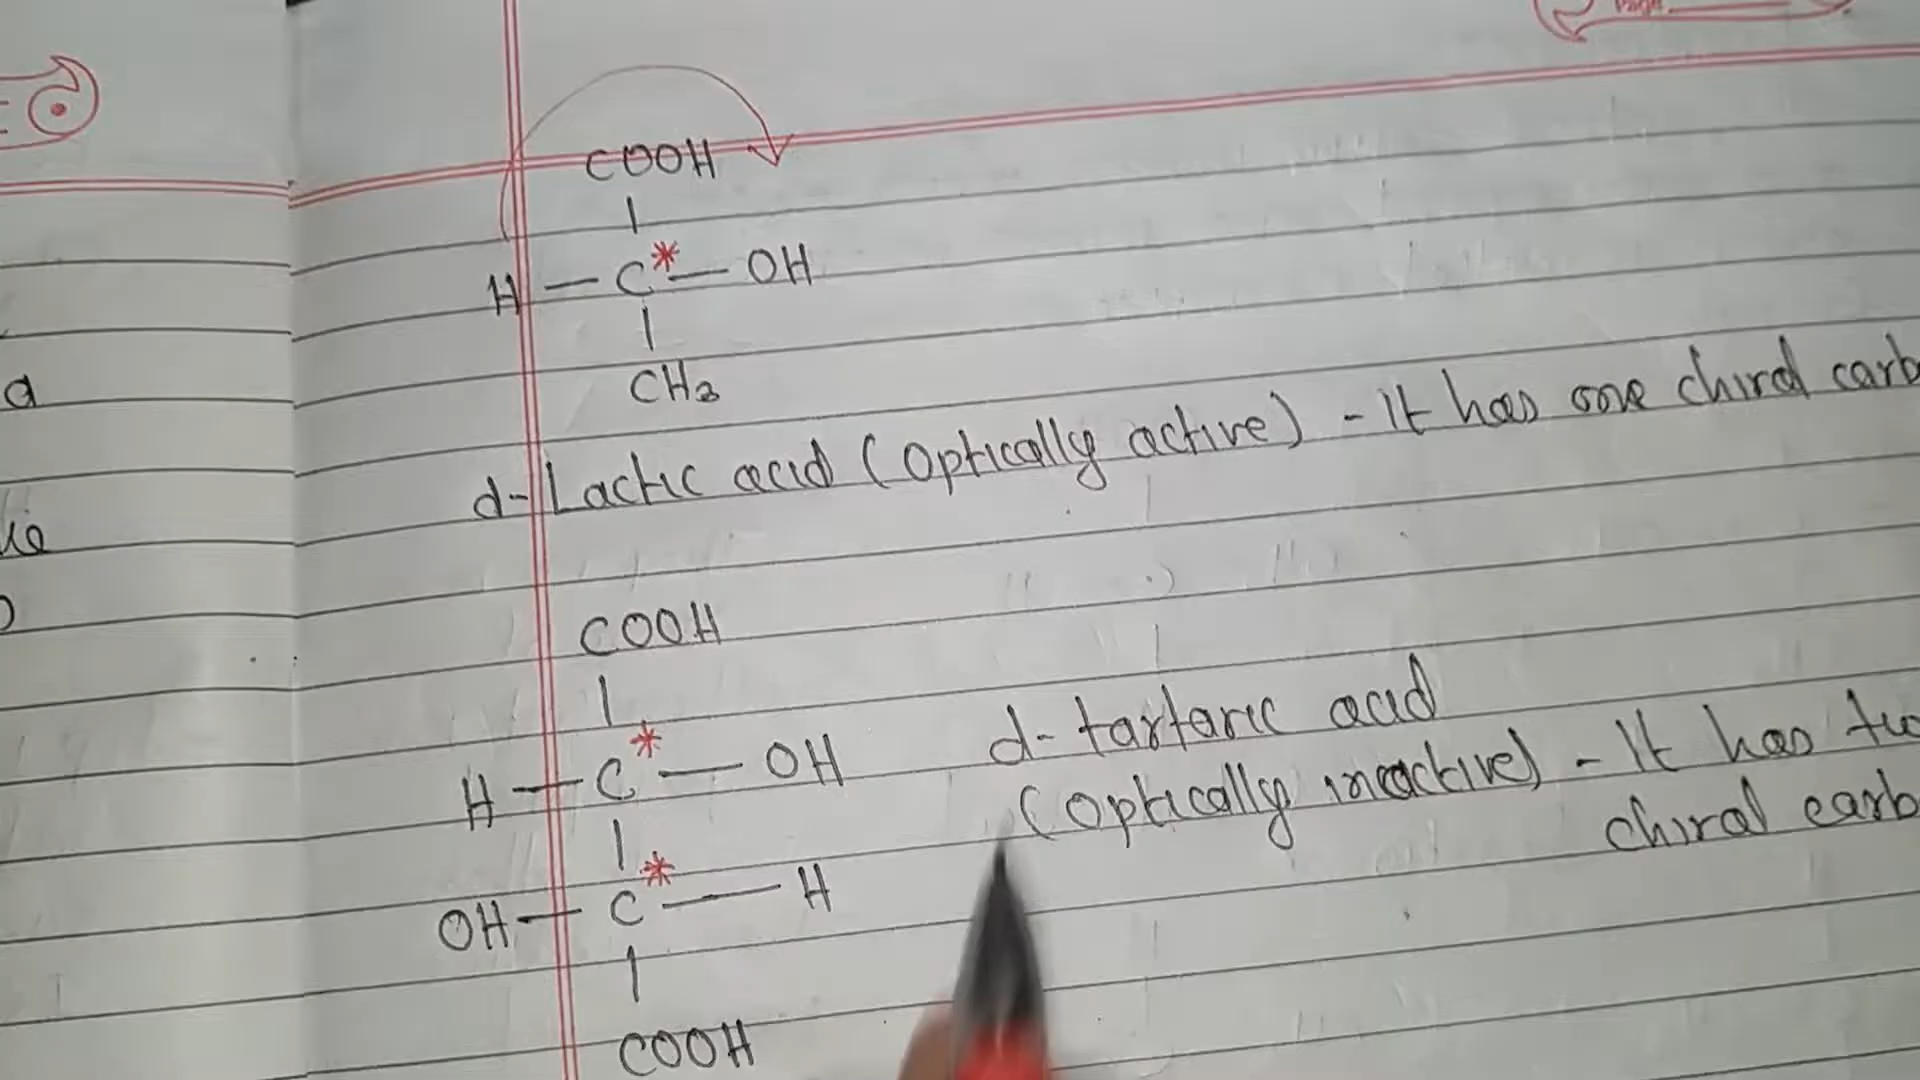 Page
COOH
|
H — C* — OH
|
CH3
d-Lactic acid (optically active) - It has one chiral carb
COOH
|
H — C* — OH
|
OH — C* — H
|
COOH
d- tartaric acid
(optically inactive) - It has
chiral carb
a